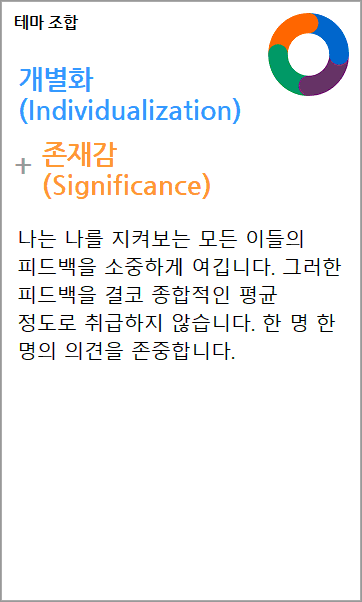 테마 조합
개별화
(Individualization)
+ 존재감
(Significance)
나는 나를 지켜보는 모든 이들의
피드백을 소중하게 여깁니다. 그러한
피드백을 결코 종합적인 평균
정도로 취급하지 않습니다. 한 명 한
명의 의견을 존중합니다.